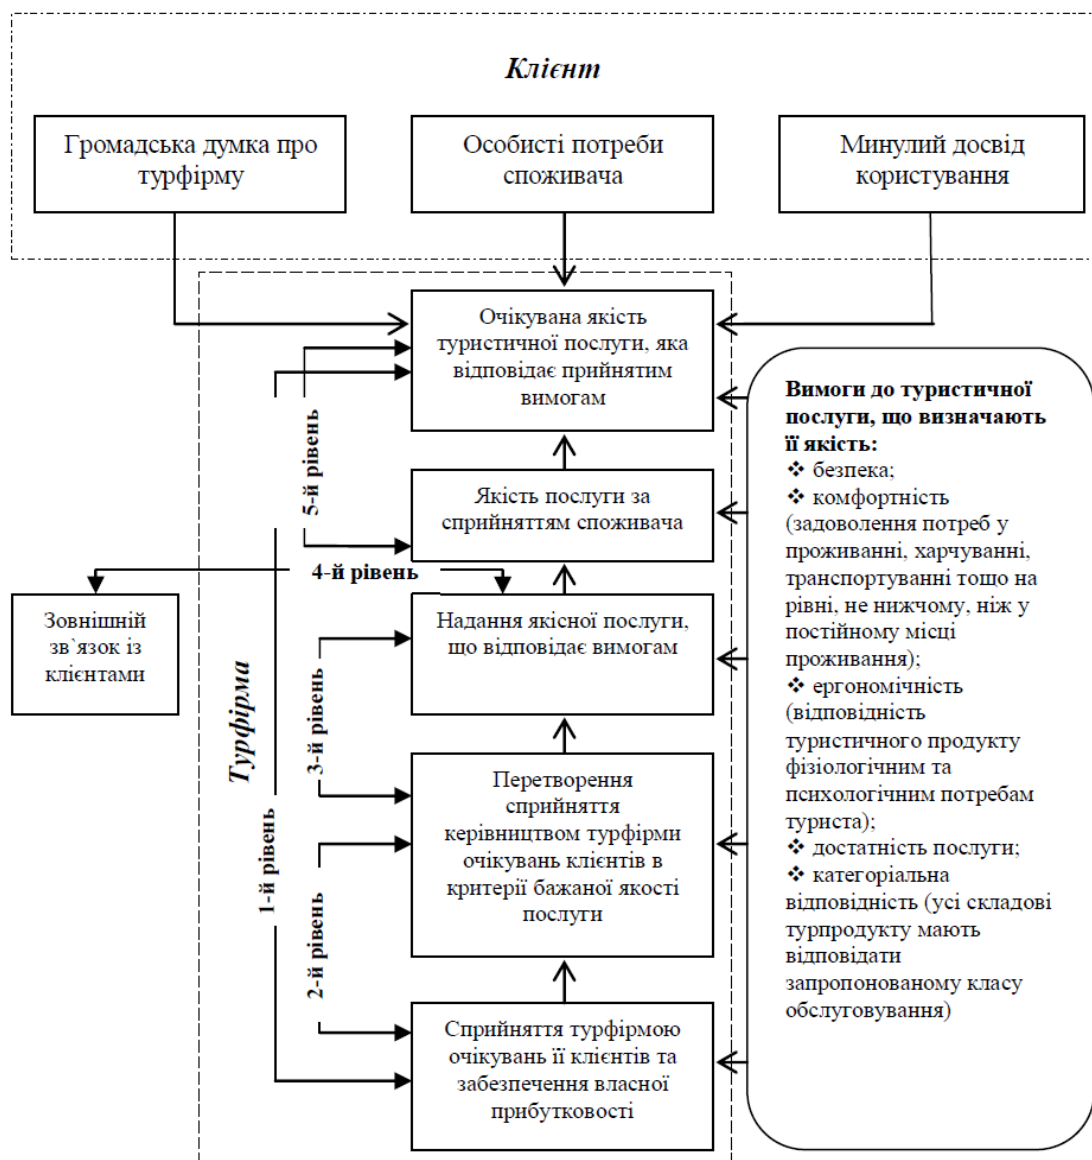 Клієнт
Громадська думка про
турфірму
Особисті потреби
споживача
Минулий досвід
користування
Очікувана якість
туристичної послуги, яка
відповідає прийнятим
вимогам
Якість послуги за
сприйняттям споживача
Надання якісної послуги,
що відповідає вимогам
Перетворення
сприйняття
керівництвом турфірми
очікувань клієнтів в
критерії бажаної якості
послуги
Сприйняття турфірмою
очікувань її клієнтів та
забезпечення власної
прибутковості
Зовнішній
зв`язок із
клієнтами
Турфірма
1-й рівень
2-й рівень
3-й рівень
4-й рівень
5-й рівень
Вимоги до туристичної
послуги, що визначають
її якість:
❖ безпека;
❖ комфортність
(задоволення потреб у
проживанні, харчуванні,
транспортуванні тощо на
рівні, не нижчому, ніж у
постійному місці
проживання);
❖ ергономічність
(відповідність
туристичного продукту
фізіологічним та
психологічним потребам
туриста);
❖ достатність послуги;
❖ категоріальна
відповідність (усі складові
турпродукту мають
відповідати
запропонованому класу
обслуговування)